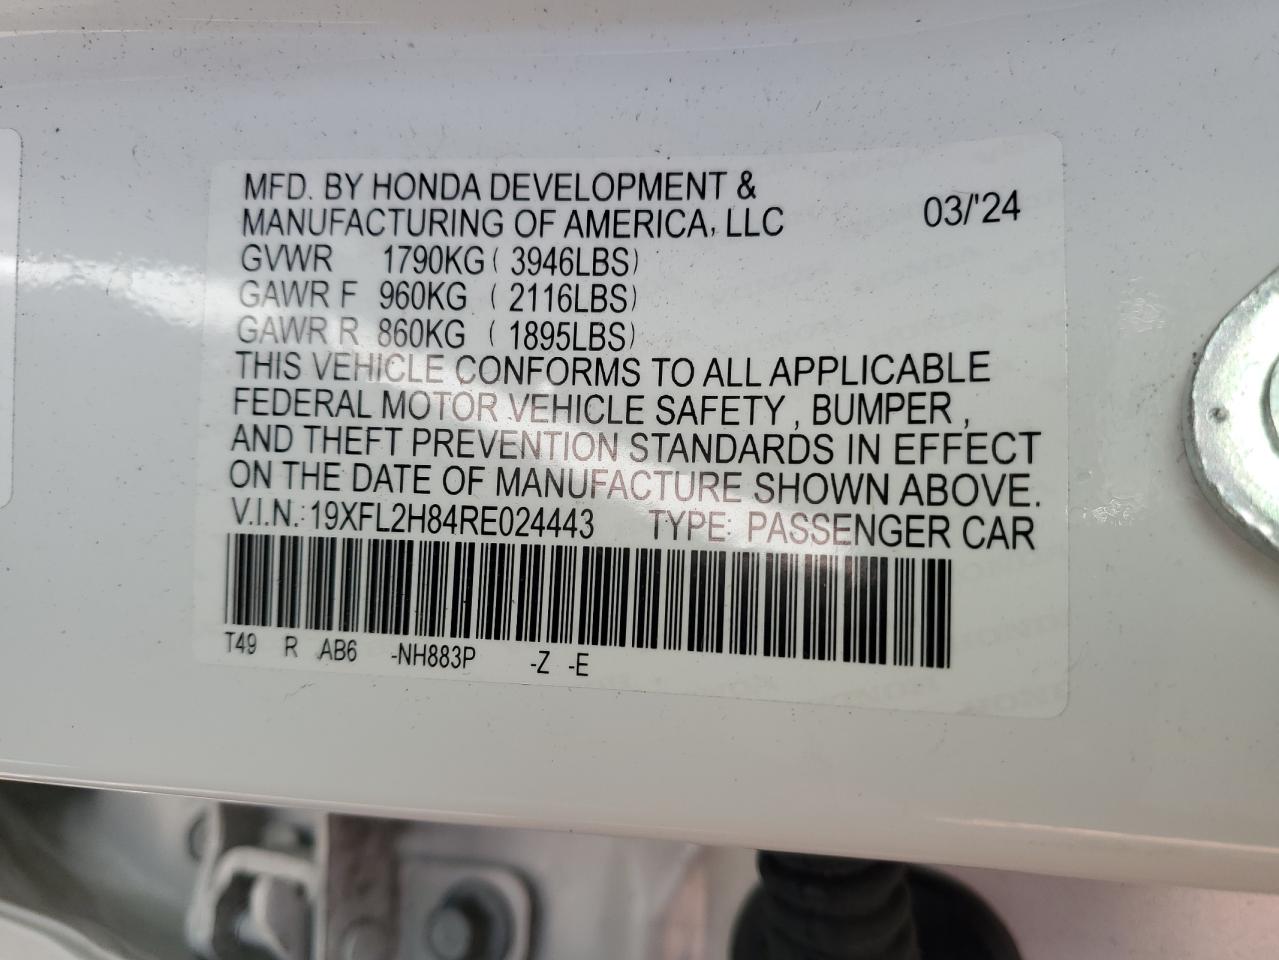 MFD. BY HONDA DEVELOPMENT &
MANUFACTURING OF AMERICA, LLC
03/'24
GVWR 1790KG ( 3946LBS)
GAWR F 960KG ( 2116LBS)
GAWR R 860KG ( 1895LBS)
THIS VEHICLE CONFORMS TO ALL APPLICABLE
FEDERAL MOTOR VEHICLE SAFETY , BUMPER ,
AND THEFT PREVENTION STANDARDS IN EFFECT
ON THE DATE OF MANUFACTURE SHOWN ABOVE.
V.I.N.: 19XFL2H84RE024443 TYPE: PASSENGER CAR
T49 R AB6 -NH883P -Z -E